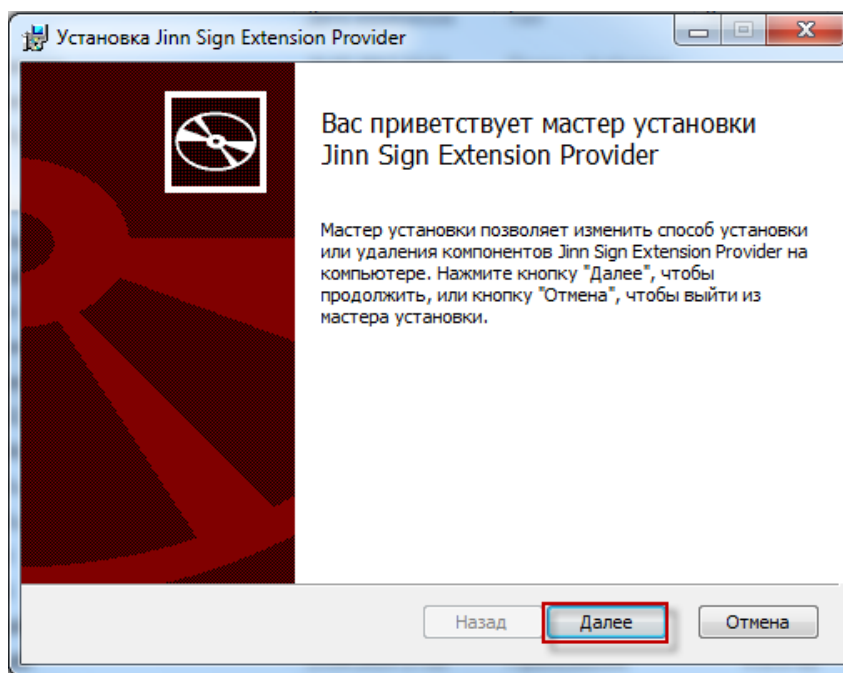 Установка Jinn Sign Extension Provider
Вас приветствует мастер установки
Jinn Sign Extension Provider
Мастер установки позволяет изменить способ установки
или удаления компонентов Jinn Sign Extension Provider на
компьютере. Нажмите кнопку "Далее", чтобы
продолжить, или кнопку "Отмена", чтобы выйти из
мастера установки.
Назад Далее Отмена